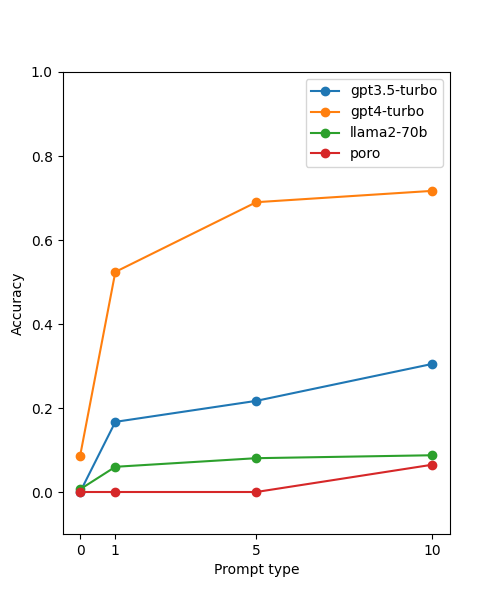 1.0
0.8
0.6
0.4
0.2
0.0
Accuracy
gpt3.5-turbo
gpt4-turbo
llama2-70b
poro
0 1 5 10
Prompt type